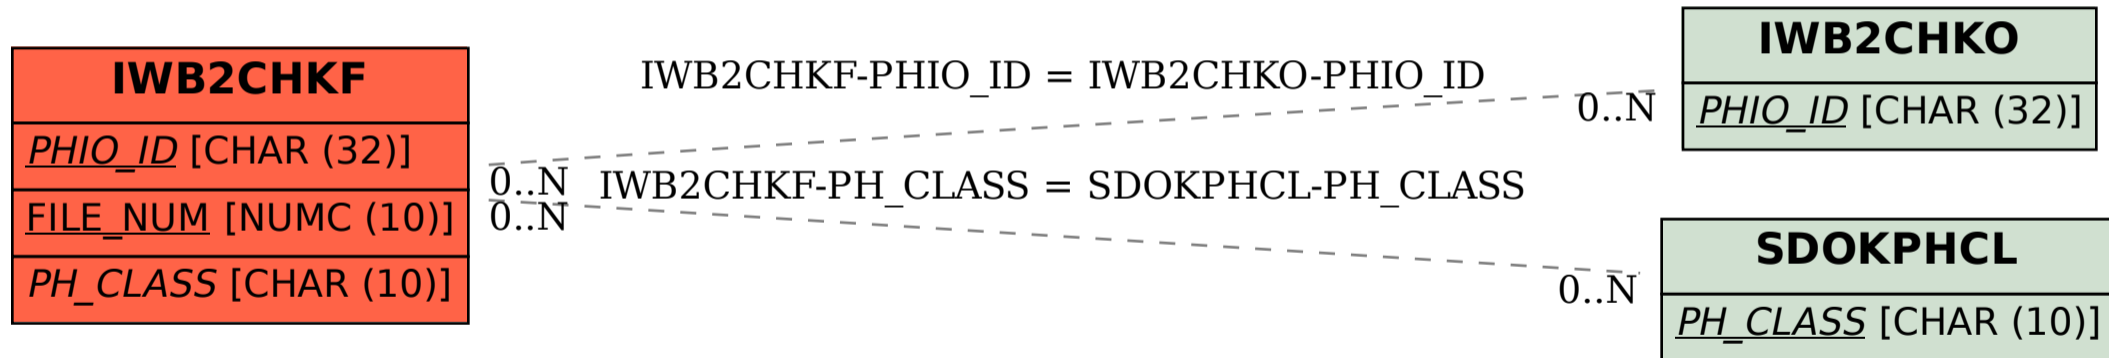 IWB2CHKF
PHIO_ID [CHAR (32)]
FILE_NUM [NUMC (10)]
PH_CLASS [CHAR (10)]
IWB2CHKF-PHIO_ID = IWB2CHKO-PHIO_ID
0..N
0..N
IWB2CHKF-PH_CLASS = SDOKPHCL-PH_CLASS
0..N
0..N
IWB2CHKO
PHIO_ID [CHAR (32)]
SDOKPHCL
PH_CLASS [CHAR (10)]